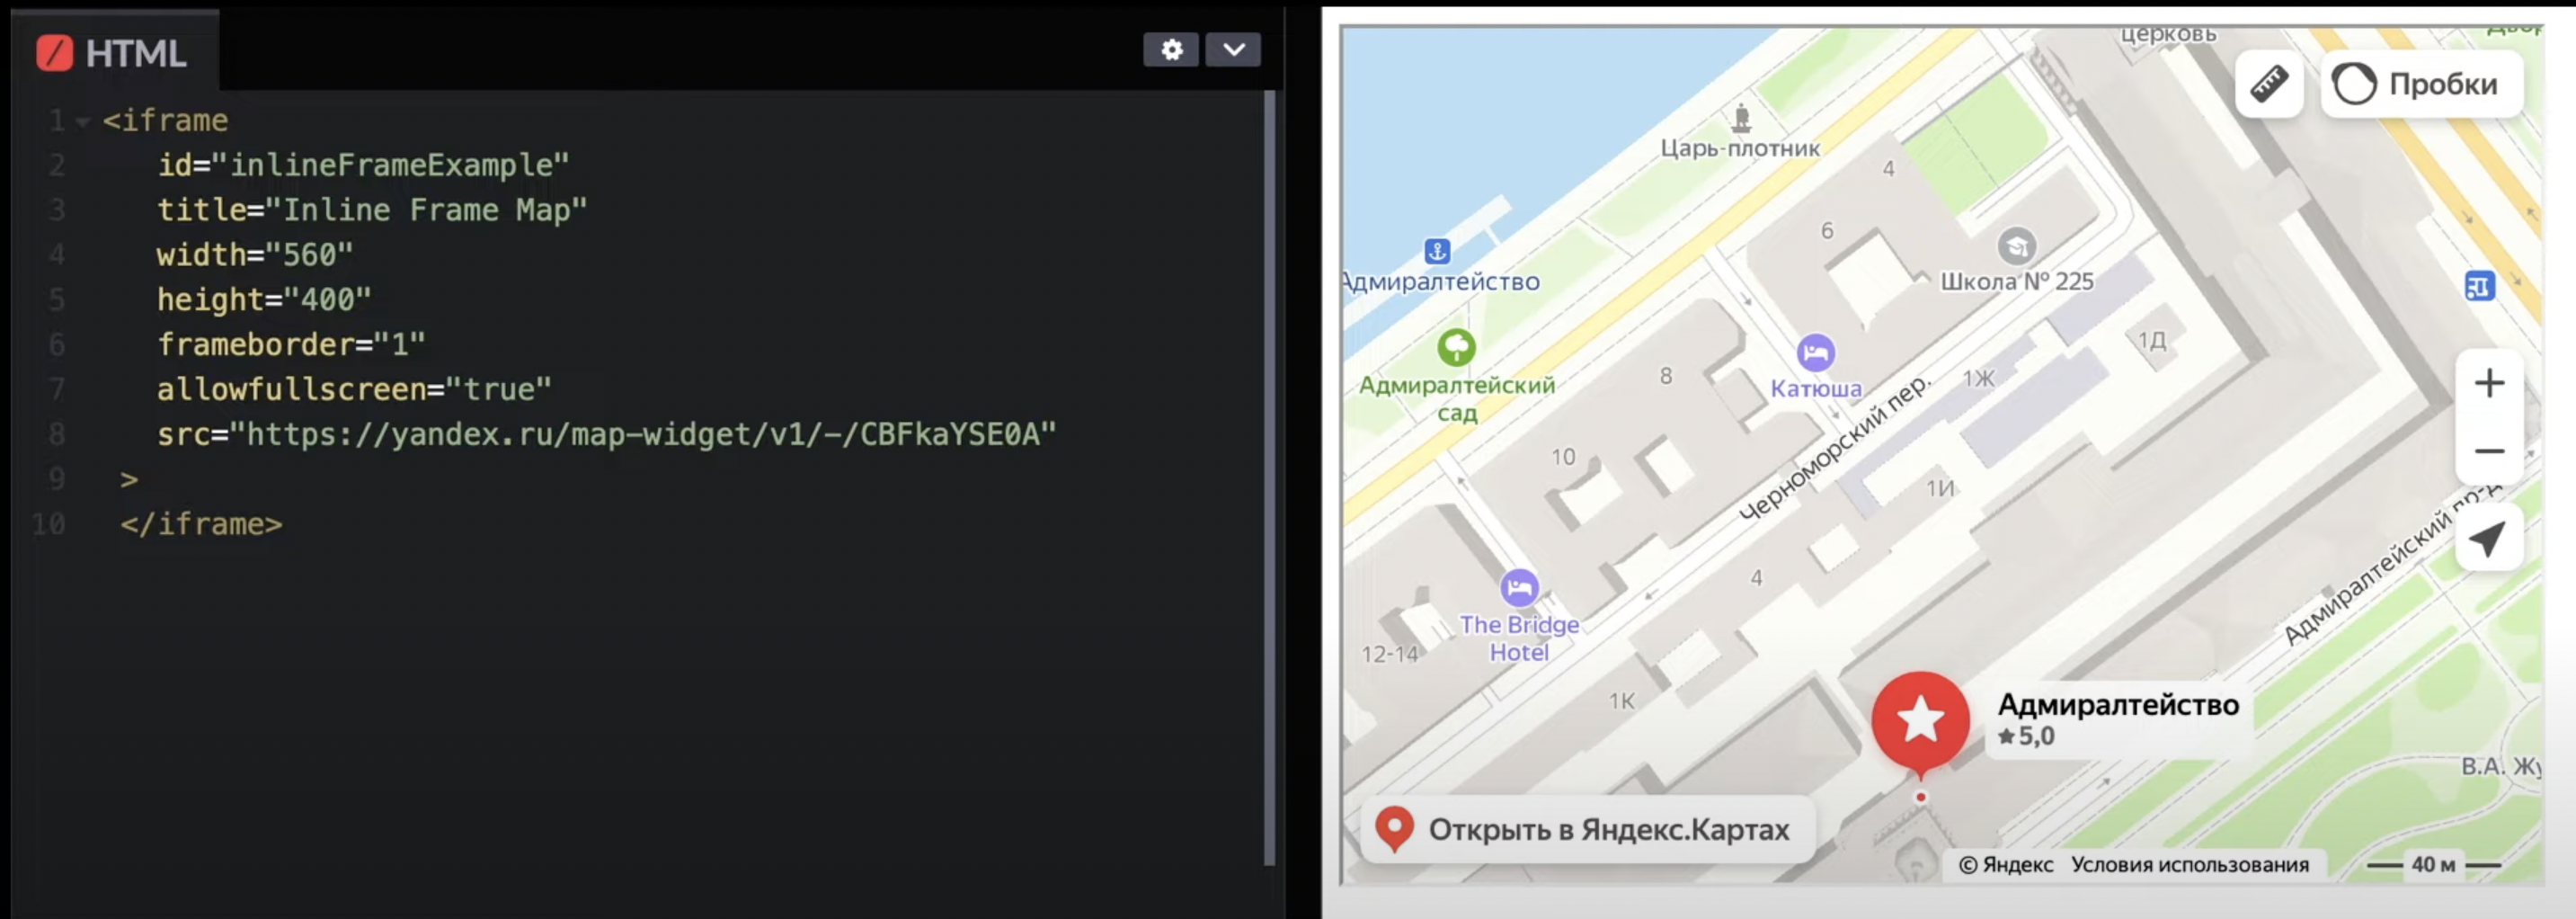 HTML
1 <iframe
2 id="inlineFrameExample"
3 title="Inline Frame Map"
4 width="560"
5 height="400"
6 frameborder="1"
7 allowfullscreen="true"
8 src="https://yandex.ru/map-widget/v1/-/CBFkaYSE0A"
9 >
10 </iframe>
церковь
Пробки
Царь-плотник
4
6
Школа № 225
Адмиралтейство
1Д
8
Катюша
1Ж
Адмиралтейский
сад
Черноморский пер.
10
1И
4
Адмиралтейский пр-д
The Bridge
Hotel
12-14
1К
Адмиралтейство
5,0
В.А. Жу
Открыть в Яндекс.Картах
© Яндекс Условия использования
40 м